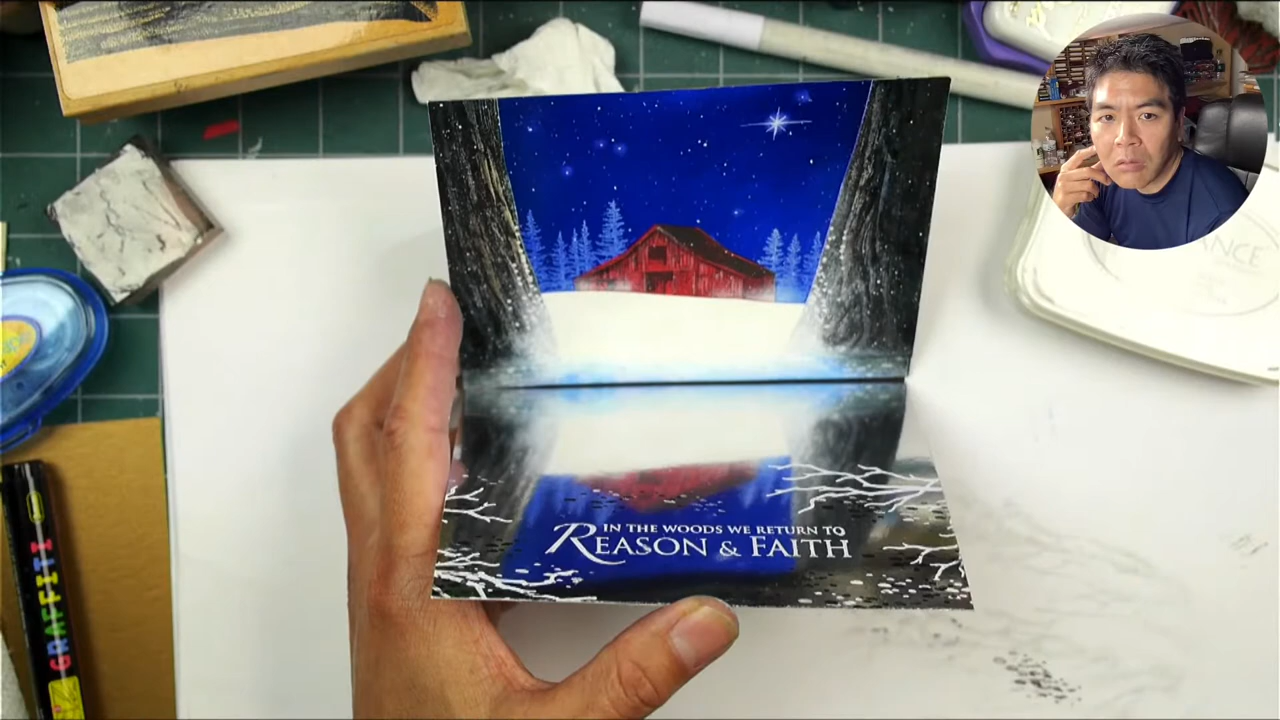 IN THE WOODS WE RETURN TO
REASON & FAITH
GRAFFITI